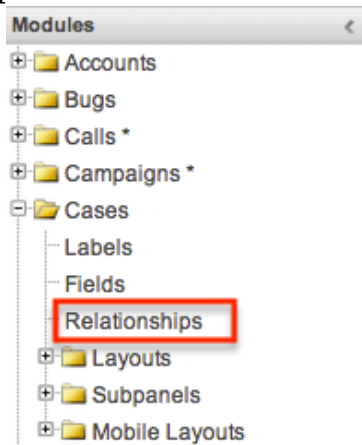 Modules
Accounts
Bugs
Calls *
Campaigns *
Cases
Labels
Fields
Relationships
Layouts
Subpanels
Mobile Layouts